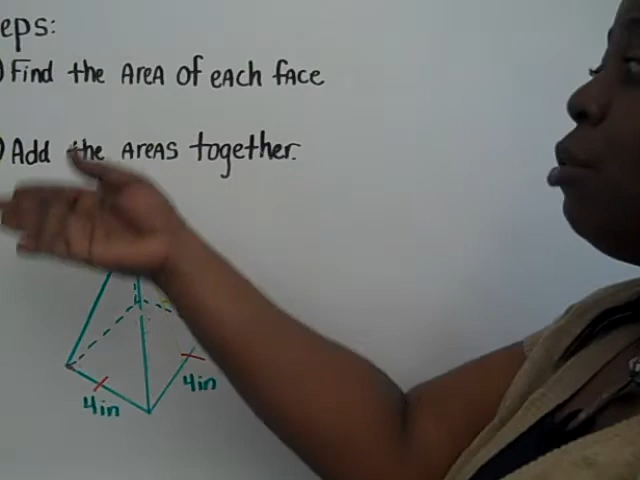 eps:
) Find the AREA of EACH fACE
) Add the AREAS together.
4in
4in